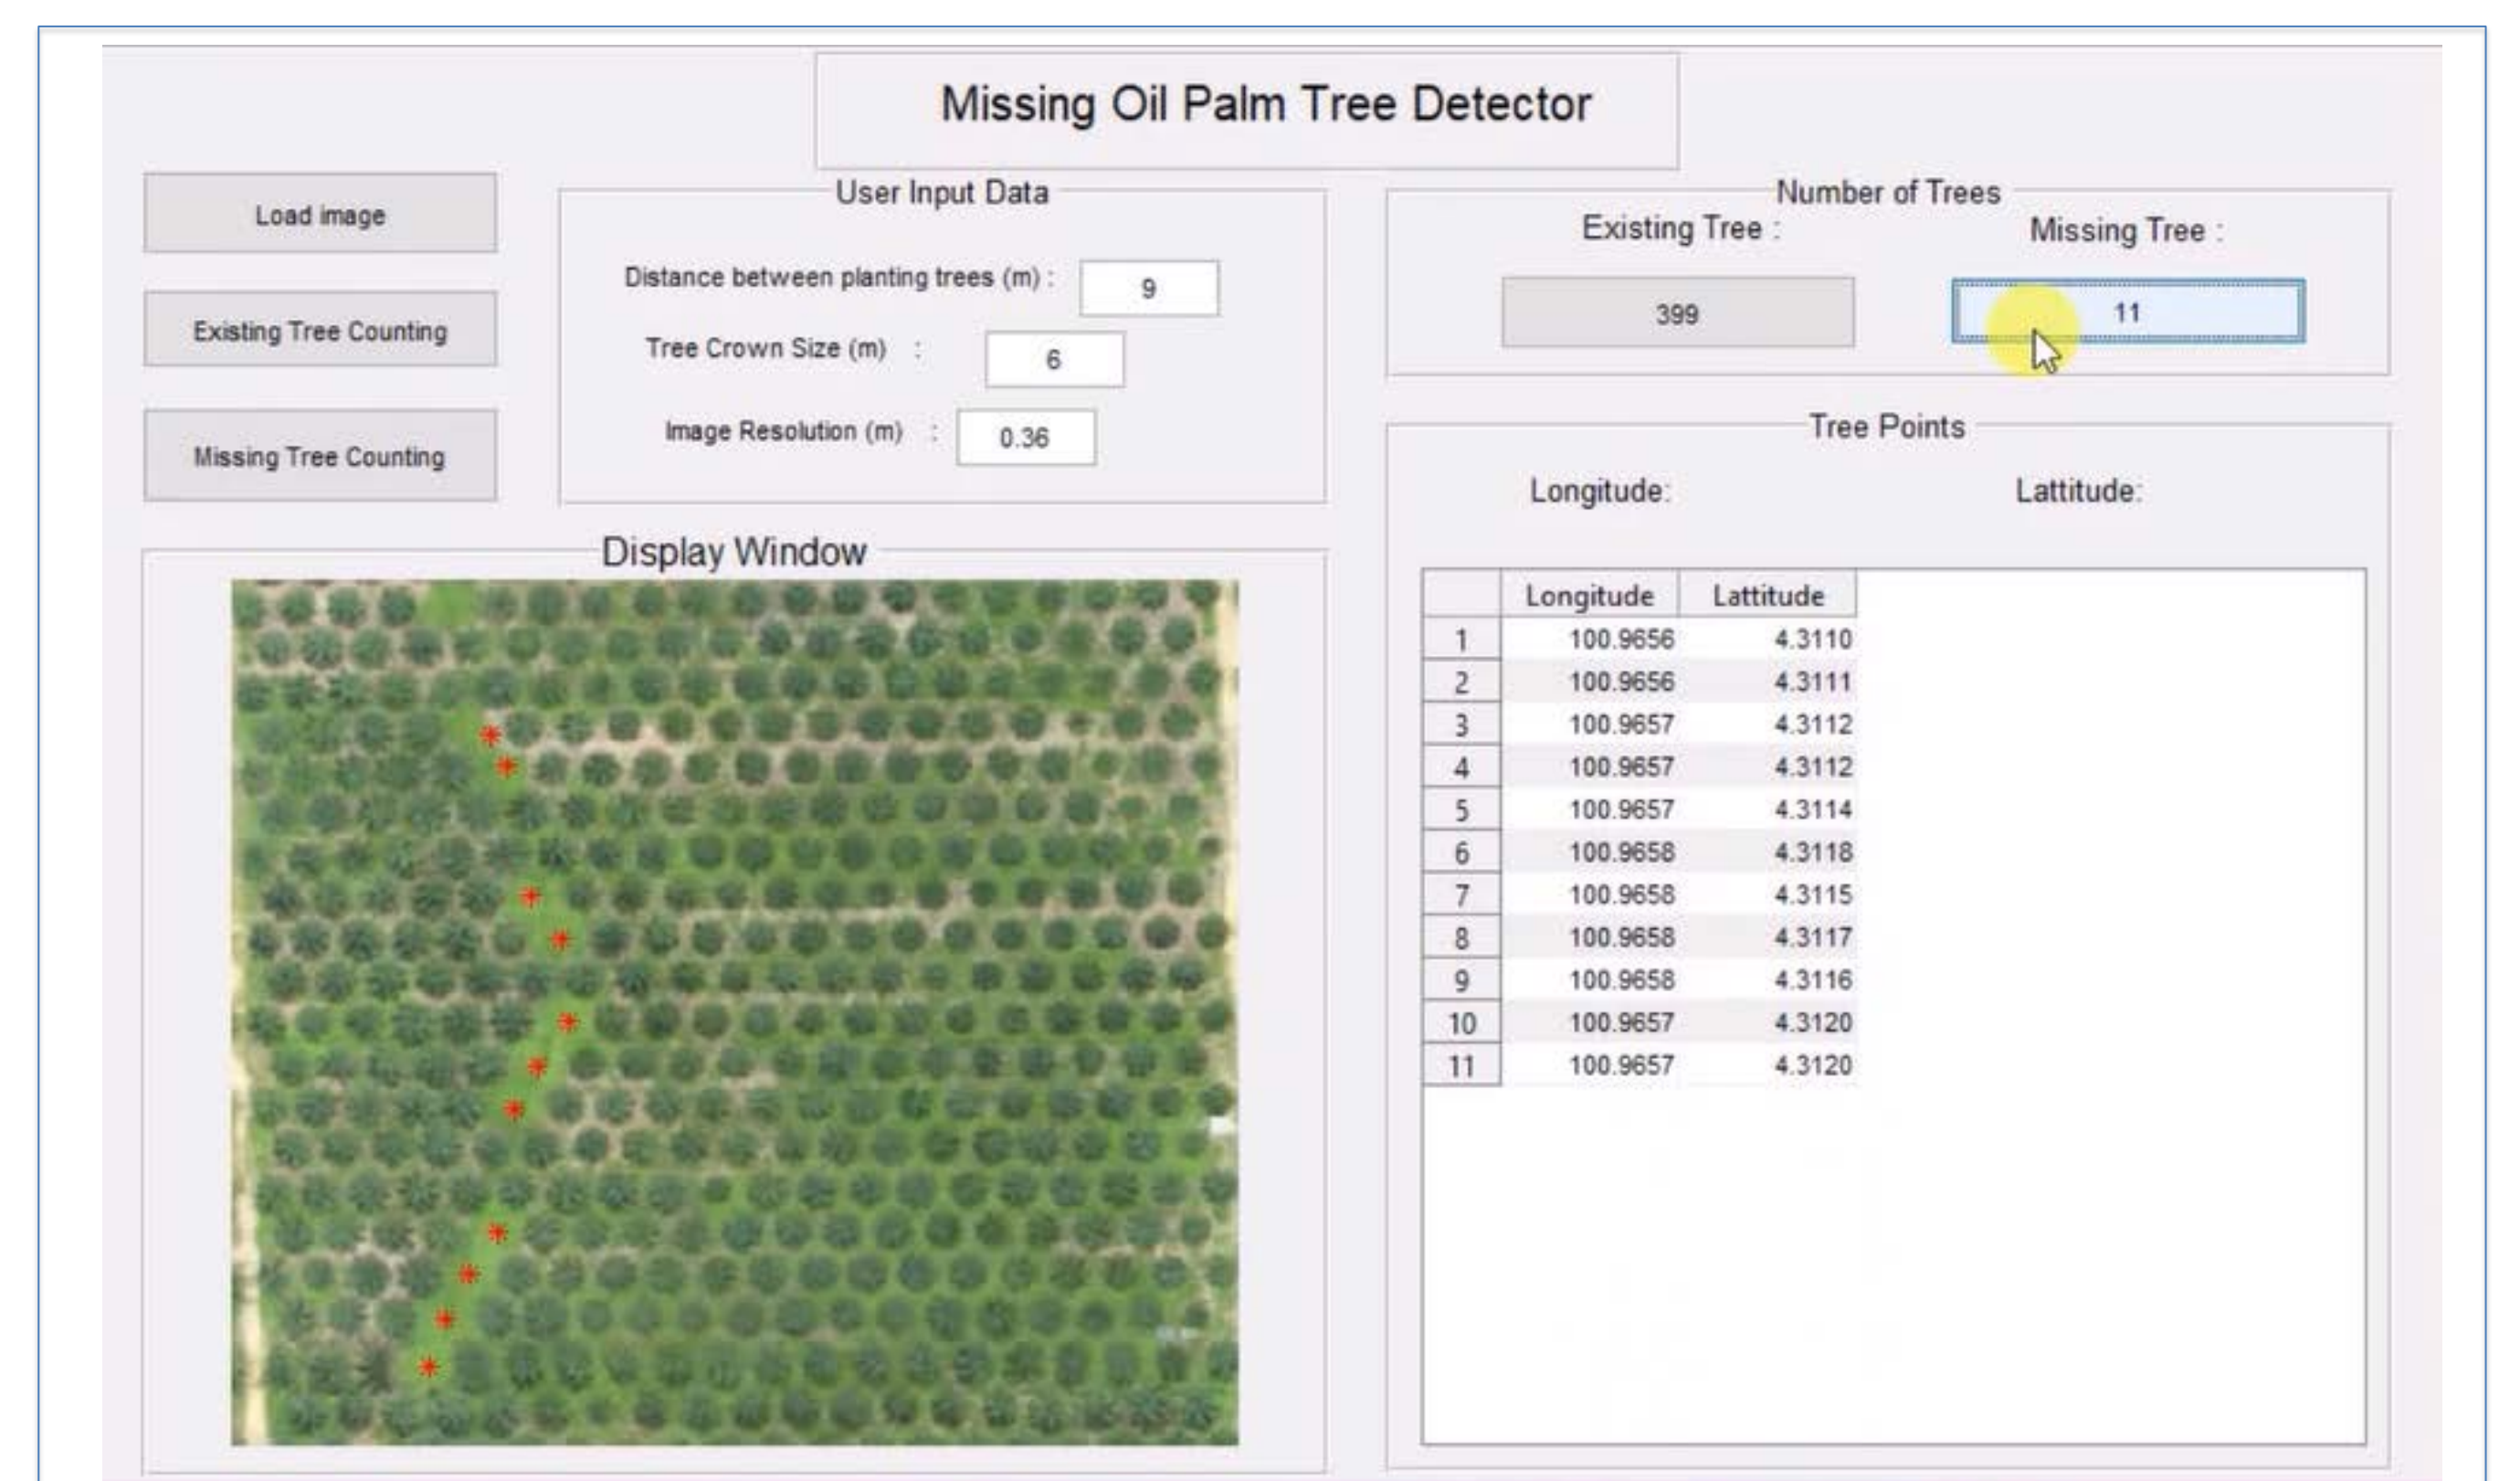 Missing Oil Palm Tree Detector
Load image
Existing Tree Counting
Missing Tree Counting
User Input Data
Distance between planting trees (m) : 9
Tree Crown Size (m) : 6
Image Resolution (m) : 0.36
Number of Trees
Existing Tree : Missing Tree :
399 11
Display Window
Tree Points
Longitude: Lattitude:
Longitude Lattitude
1 100.9656 4.3110
2 100.9656 4.3111
3 100.9657 4.3112
4 100.9657 4.3112
5 100.9657 4.3114
6 100.9658 4.3118
7 100.9658 4.3115
8 100.9658 4.3117
9 100.9658 4.3116
10 100.9657 4.3120
11 100.9657 4.3120